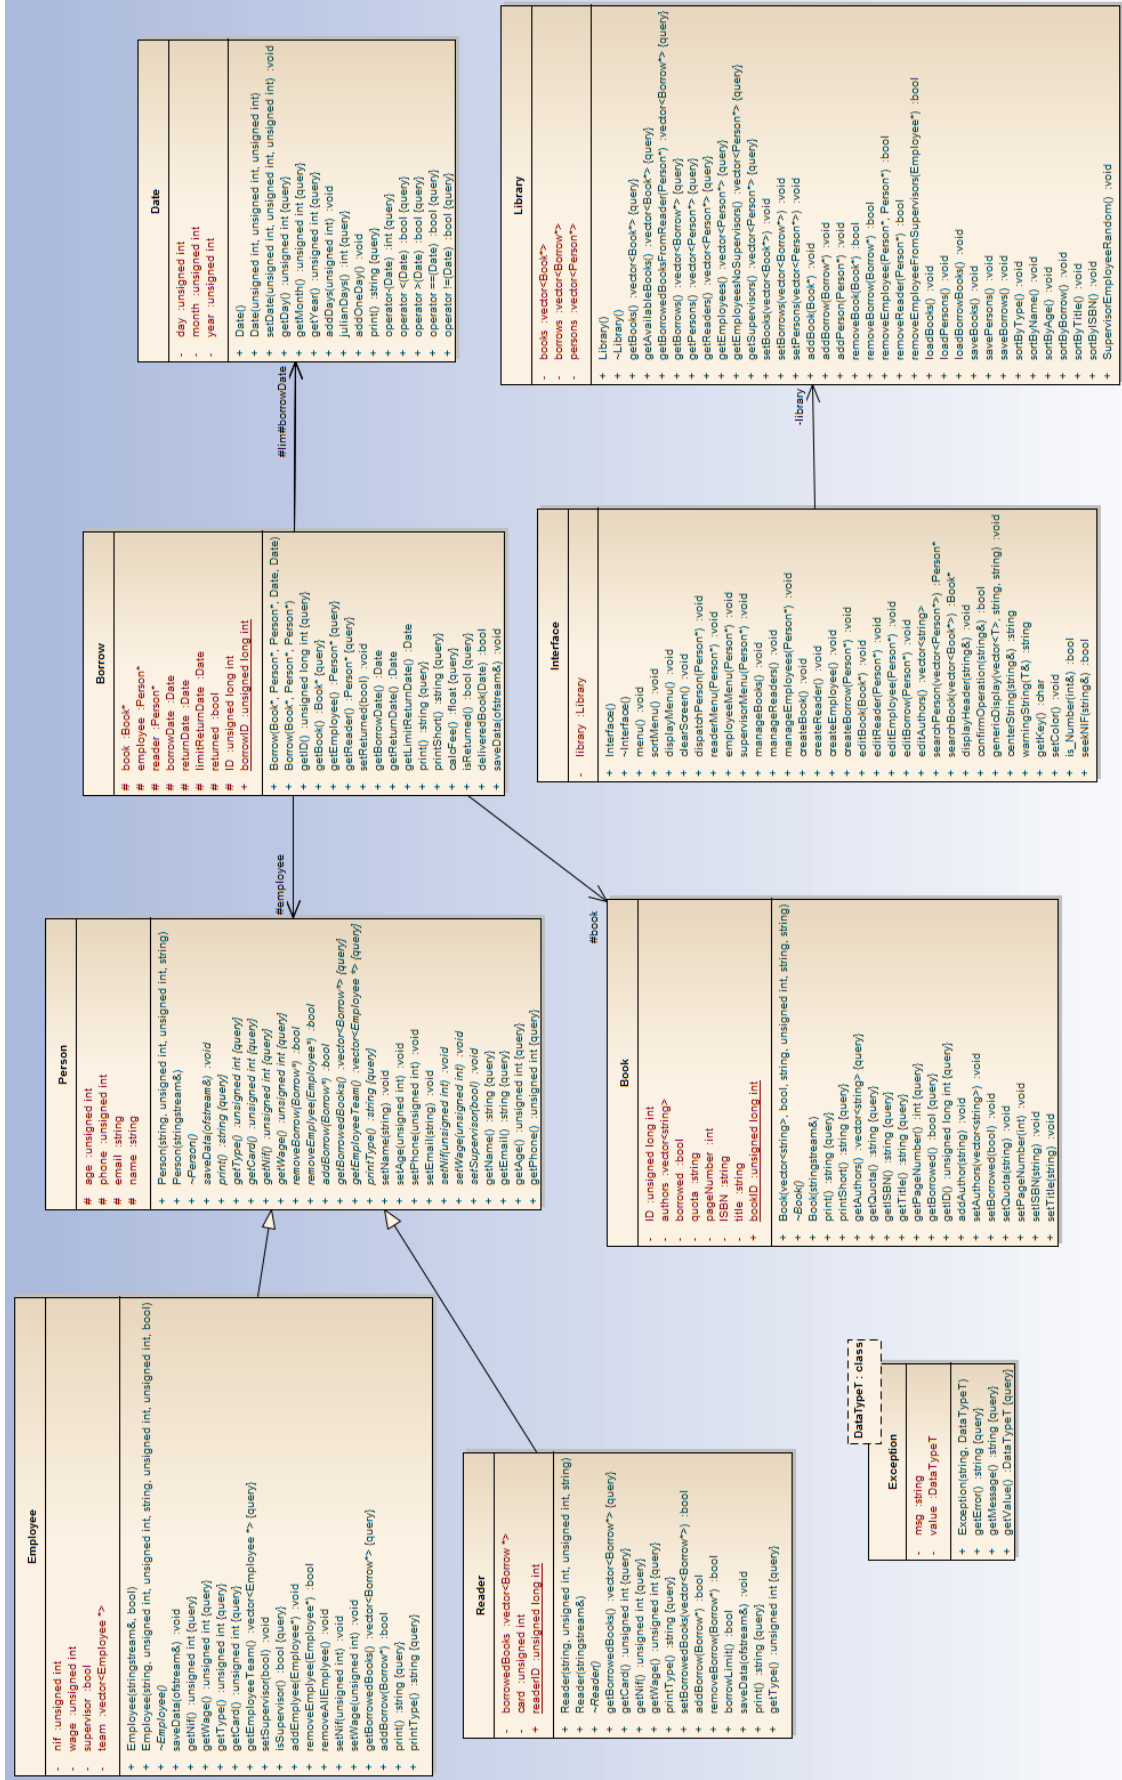 Employee
- nif :unsigned int
- wage :unsigned int
- supervisor :bool
- team :vector<Employee *>
+ Employee(stringstream&, bool)
+ Employee(string, unsigned int, unsigned int, string, unsigned int, unsigned int, bool)
+ ~Employee()
+ saveData(ofstream&) :void
+ getNif() :unsigned int {query}
+ getWage() :unsigned int {query}
+ getType() :unsigned int {query}
+ getCard() :unsigned int {query}
+ getEmployeeTeam() :vector<Employee *> {query}
+ setSupervisor(bool) :void
+ isSupervisor() :bool {query}
+ addEmplyee(Employee*) :void
+ removeEmplyee(Employee*) :bool
+ removeAllEmplyee() :void
+ setNif(unsigned int) :void
+ setWage(unsigned int) :void
+ getBorrowedBooks() :vector<Borrow*> {query}
+ addBorrow(Borrow*) :bool
+ print() :string {query}
+ printType() :string {query}
Person
# age :unsigned int
# phone :unsigned int
# email :string
# name :string
+ Person(string, unsigned int, unsigned int, string)
+ Person(stringstream&)
+ ~Person()
+ saveData(ofstream&) :void
+ print() :string {query}
+ getType() :unsigned int {query}
+ getCard() :unsigned int {query}
+ getNif() :unsigned int {query}
+ getWage() :unsigned int {query}
+ removeBorrow(Borrow*) :bool
+ removeEmplyee(Employee*) :bool
+ addBorrow(Borrow*) :bool
+ getBorrowedBooks() :vector<Borrow*> {query}
+ getEmployeeTeam() :vector<Employee *> {query}
+ printType() :string {query}
+ setName(string) :void
+ setAge(unsigned int) :void
+ setPhone(unsigned int) :void
+ setEmail(string) :void
+ setNif(unsigned int) :void
+ setWage(unsigned int) :void
+ setSupervisor(bool) :void
+ getName() :string {query}
+ getEmail() :string {query}
+ getAge() :unsigned int {query}
+ getPhone() :unsigned int {query}
#employee
Borrow
# book :Book*
# employee :Person*
# reader :Person*
# borrowDate :Date
# returnDate :Date
# limitReturnDate :Date
# returned :bool
# ID :unsigned long int
+ borrowID :unsigned long int
+ Borrow(Book*, Person*, Person*, Date, Date)
+ Borrow(Book*, Person*, Person*)
+ getID() :unsigned long int {query}
+ getBook() :Book* {query}
+ getEmployee() :Person* {query}
+ getReader() :Person* {query}
+ setReturned(bool) :void
+ getBorrowDate() :Date
+ getReturnDate() :Date
+ getLimitReturnDate() :Date
+ print() :string {query}
+ printShort() :string {query}
+ calcFee() :float {query}
+ isReturned() :bool {query}
+ deliveredBook(Date) :bool
+ saveData(ofstream&) :void
#lim#borrowDate
Date
- day :unsigned int
- month :unsigned int
- year :unsigned int
+ Date()
+ Date(unsigned int, unsigned int, unsigned int)
+ setDate(unsigned int, unsigned int, unsigned int) :void
+ getDay() :unsigned int {query}
+ getMonth() :unsigned int {query}
+ getYear() :unsigned int {query}
+ addDays(unsigned int) :void
+ julianDays() :int {query}
+ addOneDay() :void
+ print() :string {query}
+ operator-(Date) :int {query}
+ operator <(Date) :bool {query}
+ operator >(Date) :bool {query}
+ operator ==(Date) :bool {query}
+ operator !=(Date) :bool {query}
Reader
- borrowedBooks :vector<Borrow *>
- card :unsigned int
+ readerID :unsigned long int
+ Reader(string, unsigned int, unsigned int, string)
+ Reader(stringstream&)
+ ~Reader()
+ getBorrowedBooks() :vector<Borrow*> {query}
+ getCard() :unsigned int {query}
+ getNif() :unsigned int {query}
+ getWage() :unsigned int {query}
+ printType() :string {query}
+ setBorrowedBooks(vector<Borrow*>) :bool
+ addBorrow(Borrow*) :bool
+ removeBorrow(Borrow*) :bool
+ borrowLimit() :bool
+ saveData(ofstream&) :void
+ print() :string {query}
+ getType() :unsigned int {query}
#book
Book
- ID :unsigned long int
- authors :vector<string>
- borrowed :bool
- quota :string
- pageNumber :int
- ISBN :string
- title :string
+ bookID :unsigned long int
+ Book(vector<string>, bool, string, unsigned int, string, string)
+ ~Book()
+ Book(stringstream&)
+ print() :string {query}
+ printShort() :string {query}
+ getAuthors() :vector<string> {query}
+ getQuota() :string {query}
+ getISBN() :string {query}
+ getTitle() :string {query}
+ getPageNumber() :int {query}
+ getBorrowed() :bool {query}
+ getID() :unsigned long int {query}
+ addAuthor(string) :void
+ setAuthors(vector<string>) :void
+ setBorrowed(bool) :void
+ setQuota(string) :void
+ setPageNumber(int) :void
+ setISBN(string) :void
+ setTitle(string) :void
Interface
- library :Library
+ Interface()
+ ~Interface()
+ menu() :void
+ sortMenu() :void
+ displayMenu() :void
+ clearScreen() :void
+ dispatchPerson(Person*) :void
+ readerMenu(Person*) :void
+ employeeMenu(Person*) :void
+ supervisorMenu(Person*) :void
+ manageBooks() :void
+ manageReaders() :void
+ manageEmployees(Person*) :void
+ createBook() :void
+ createReader() :void
+ createEmployee() :void
+ createBorrow(Person*) :void
+ editBook(Book*) :void
+ editReader(Person*) :void
+ editEmployee(Person*) :void
+ editBorrow(Person*) :void
+ editAuthors() :vector<string>
+ searchPerson(vector<Person*>) :Person*
+ searchBook(vector<Book*>) :Book*
+ displayHeader(string&) :void
+ confirmOperation(string&) :bool
+ genericDisplay(vector<T>, string, string) :void
+ centerString(string&) :string
+ warningString(T&) :string
+ getKey() :char
+ setColor() :void
+ is_Number(int&) :bool
+ seekNIF(string&) :bool
-library
Library
- books :vector<Book*>
- borrows :vector<Borrow*>
- persons :vector<Person*>
+ Library()
+ ~Library()
+ getBooks() :vector<Book*> {query}
+ getAvailableBooks() :vector<Book*> {query}
+ getBorrowedBooksFromReader(Person*) :vector<Borrow*> {query}
+ getBorrows() :vector<Borrow*> {query}
+ getPersons() :vector<Person*> {query}
+ getReaders() :vector<Person*> {query}
+ getEmployees() :vector<Person*> {query}
+ getEmployeesNoSupervisors() :vector<Person*> {query}
+ getSupervisors() :vector<Person*> {query}
+ setBooks(vector<Book*>) :void
+ setBorrows(vector<Borrow*>) :void
+ setPersons(vector<Person*>) :void
+ addBook(Book*) :void
+ addBorrow(Borrow*) :void
+ addPerson(Person*) :void
+ removeBook(Book*) :bool
+ removeBorrow(Borrow*) :bool
+ removeEmployee(Person*, Person*) :bool
+ removeReader(Person*) :bool
+ removeEmployeeFromSupervisors(Employee*) :bool
+ loadBooks() :void
+ loadPersons() :void
+ loadBorrowBooks() :void
+ saveBooks() :void
+ savePersons() :void
+ saveBorrows() :void
+ sortByType() :void
+ sortByName() :void
+ sortByAge() :void
+ sortByBorrow() :void
+ sortByTitle() :void
+ sortByISBN() :void
+ SupervisorEmployeeRandom() :void
DataTypeT : class
Exception
- msg :string
- value :DataTypeT
+ Exception(string, DataTypeT)
+ getError() :string {query}
+ getMessage() :string {query}
+ getValue() :DataTypeT {query}